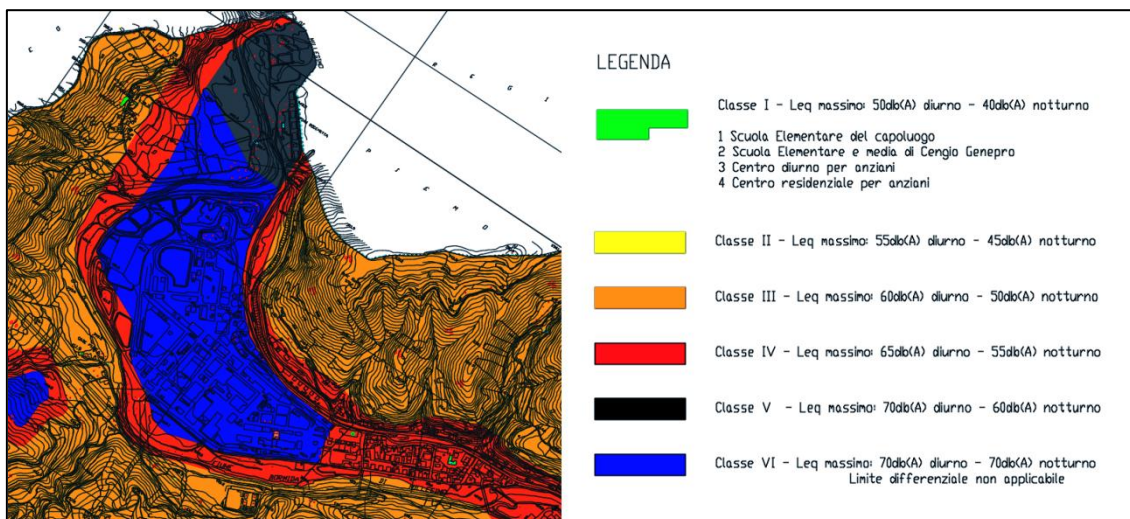 LEGENDA
Classe I - Leq massimo: 50db(A) diurno - 40db(A) notturno
1 Scuola Elementare del capoluogo
2 Scuola Elementare e media di Cengio Genepro
3 Centro diurno per anziani
4 Centro residenziale per anziani
Classe II - Leq massimo: 55db(A) diurno - 45db(A) notturno
Classe III - Leq massimo: 60db(A) diurno - 50db(A) notturno
Classe IV - Leq massimo: 65db(A) diurno - 55db(A) notturno
Classe V - Leq massimo: 70db(A) diurno - 60db(A) notturno
Classe VI - Leq massimo: 70db(A) diurno - 70db(A) notturno
Limite differenziale non applicabile
R E G I
P I E M O
BORMIDA